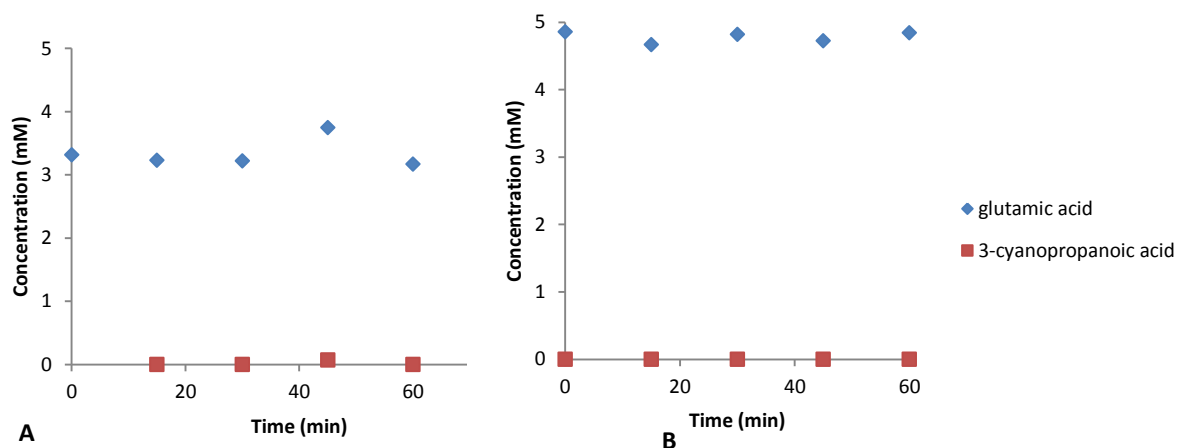 Concentration (mM)
5
4
3
2
1
0
0 20 40 60
Time (min)
A
Concentration (mM)
5
4
3
2
1
0
0 20 40 60
Time (min)
B
glutamic acid
3-cyanopropanoic acid